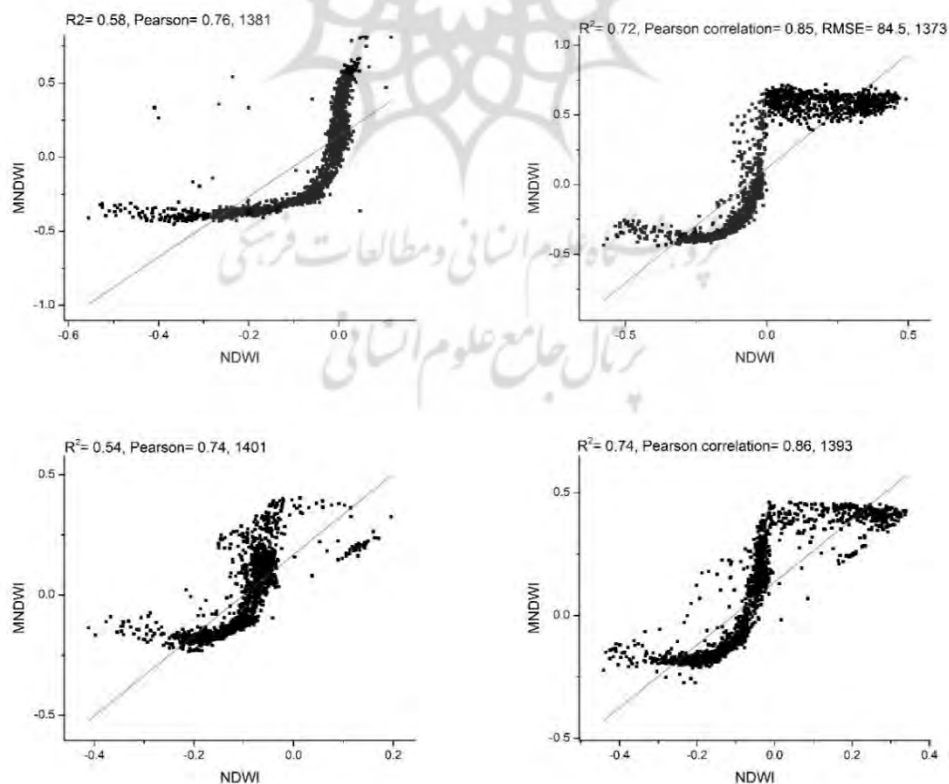 R2= 0.58, Pearson= 0.76, 1381
0.5
0.0
-0.5
-1.0
MNDWI
-0.6
-0.4
-0.2
0.0
NDWI
R²= 0.72, Pearson correlation= 0.85, RMSE= 84.5, 1373
1.0
0.5
0.0
-0.5
MNDWI
-0.5
0.0
0.5
NDWI
پژوهشگاه علوم انسانی و مطالعات فرهنگی
پرتال جامع علوم انسانی
R²= 0.54, Pearson= 0.74, 1401
0.5
0.0
-0.5
MNDWI
-0.4
-0.2
0.0
0.2
NDWI
R²= 0.74, Pearson correlation= 0.86, 1393
0.5
0.0
-0.5
MNDWI
-0.4
-0.2
0.0
0.2
0.4
NDWI